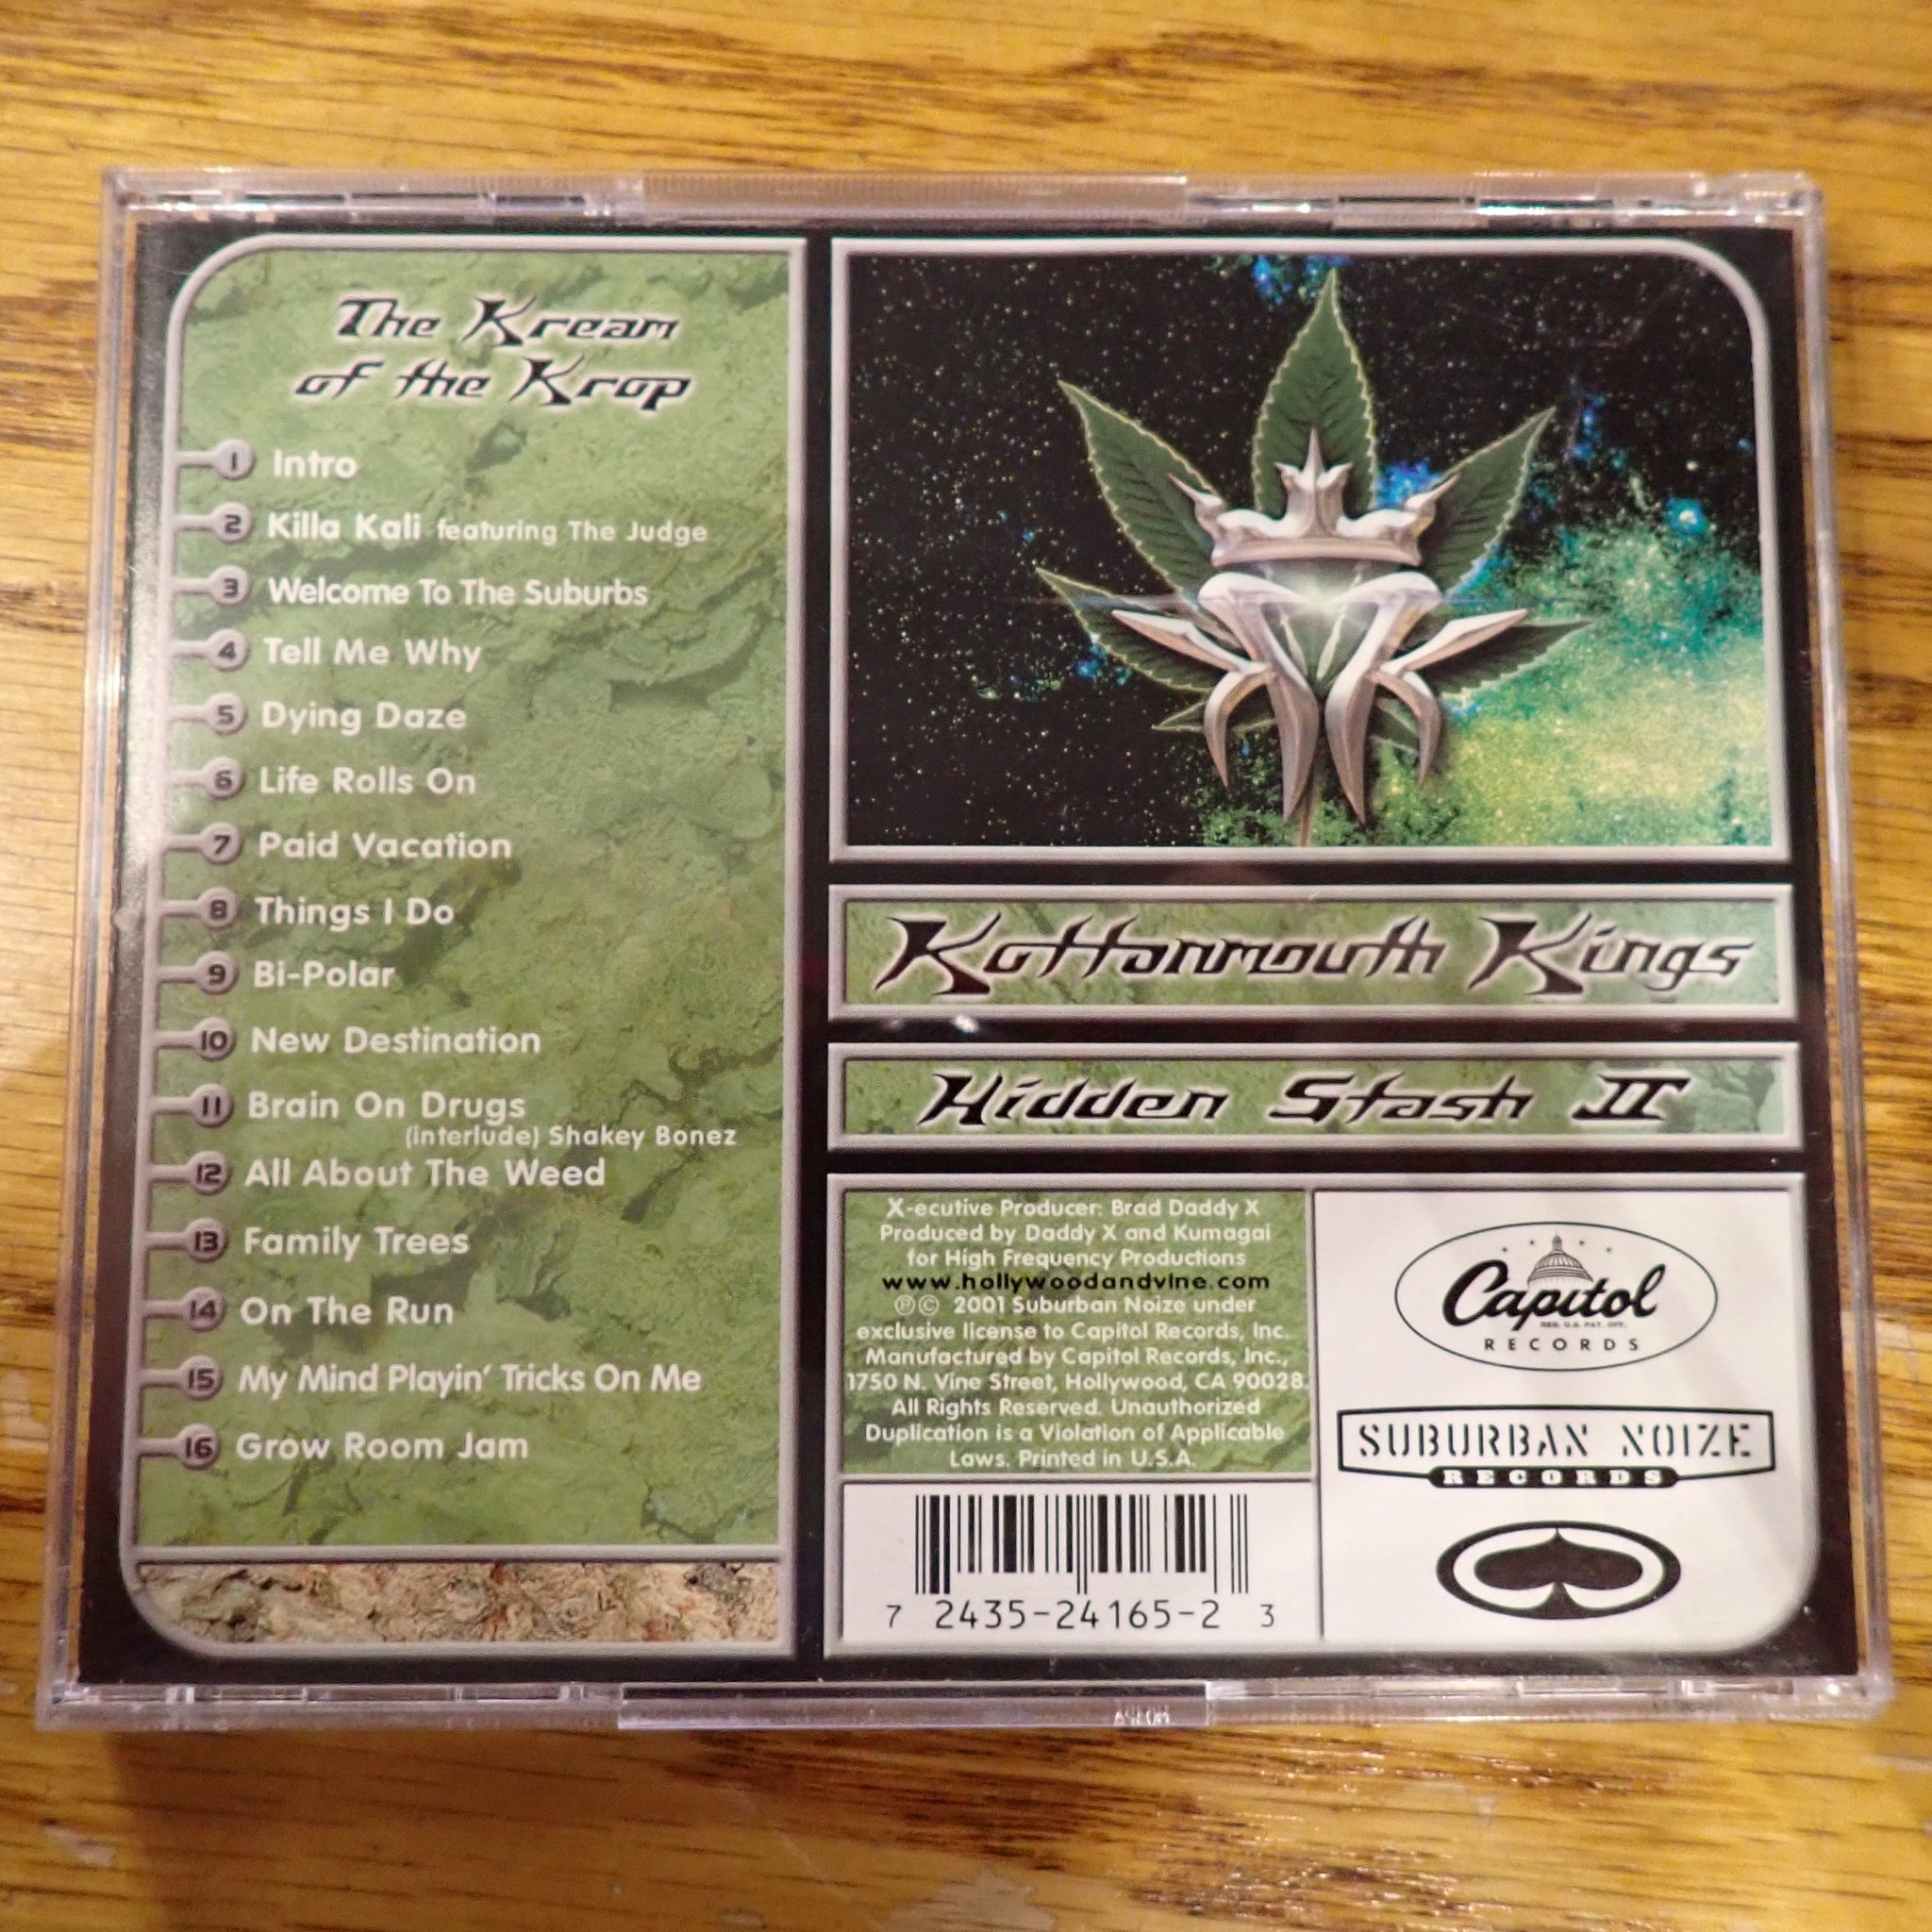 The Kream
of the Krop
1 Intro
2 Killa Kali featuring The Judge
3 Welcome To The Suburbs
4 Tell Me Why
5 Dying Daze
6 Life Rolls On
7 Paid Vacation
8 Things I Do
9 Bi-Polar
10 New Destination
11 Brain On Drugs
(interlude) Shakey Bonez
12 All About The Weed
13 Family Trees
14 On The Run
15 My Mind Playin' Tricks On Me
16 Grow Room Jam
Kottonmouth Kings
Hidden Stash II
X-ecutive Producer: Brad Daddy X
Produced by Daddy X and Kumagai
for High Frequency Productions
www.hollywoodandvine.com
℗© 2001 Suburban Noize under
exclusive license to Capitol Records, Inc.
Manufactured by Capitol Records, Inc.,
1750 N. Vine Street, Hollywood, CA 90028.
All Rights Reserved. Unauthorized
Duplication is a Violation of Applicable
Laws. Printed in U.S.A.
7 2435-24165-2 3
Capitol
REG. U.S. PAT. OFF.
RECORDS
SUBURBAN NOIZE
RECORDS